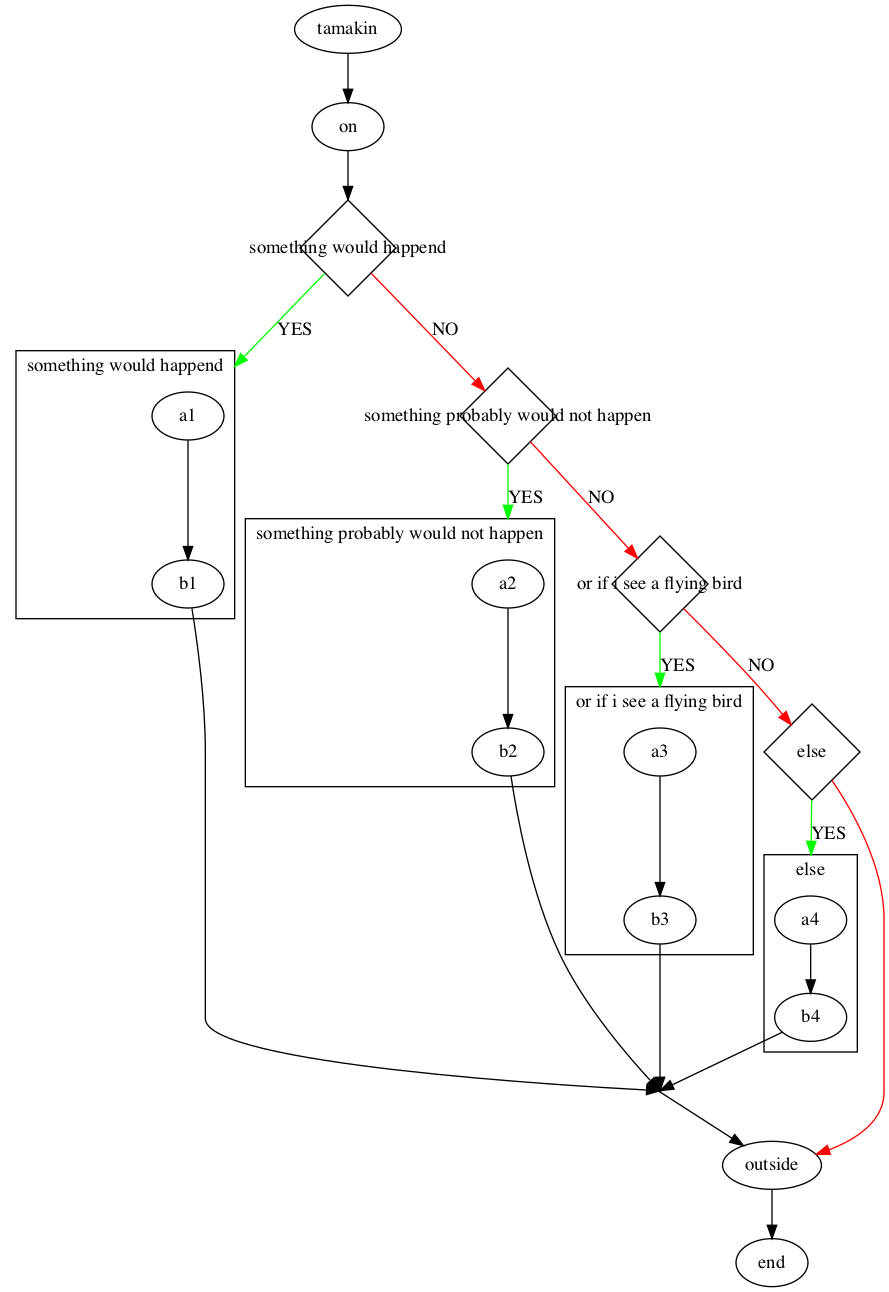 tamakin
on
something would happend
YES
NO
something would happend
a1
b1
something probably would not happen
YES
NO
something probably would not happen
a2
b2
or if i see a flying bird
YES
NO
or if i see a flying bird
a3
b3
else
YES
else
a4
b4
outside
end